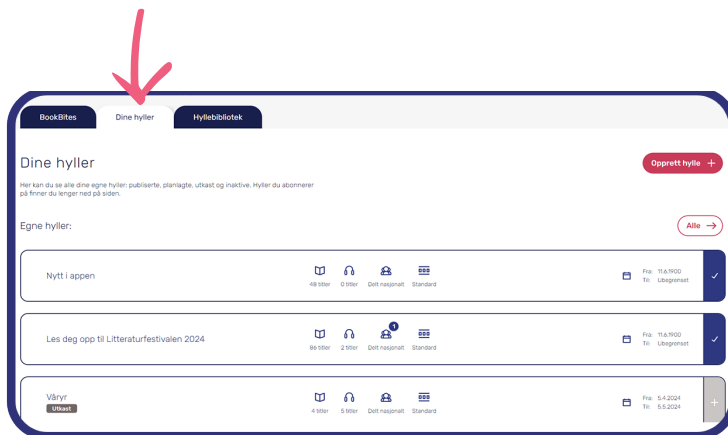 BookBites Dine hyller Hyllebibliotek
Dine hyller
Opprett hylle +
Her kan du se alle dine egne hyller: publiserte, planlagte, utkast og inaktive. Hyller du abonnerer
på finner du lenger ned på siden.
Egne hyller:
Alle →
Nytt i appen
48 titler 0 titler Delt nasjonalt Standard
Fra: 11.6.1900
Til: Ubegrenset
Les deg opp til Litteraturfestivalen 2024
1
86 titler 2 titler Delt nasjonalt Standard
Fra: 11.6.1900
Til: Ubegrenset
Våryr
Utkast
4 titler 5 titler Delt nasjonalt Standard
Fra: 5.4.2024
Til: 5.5.2024